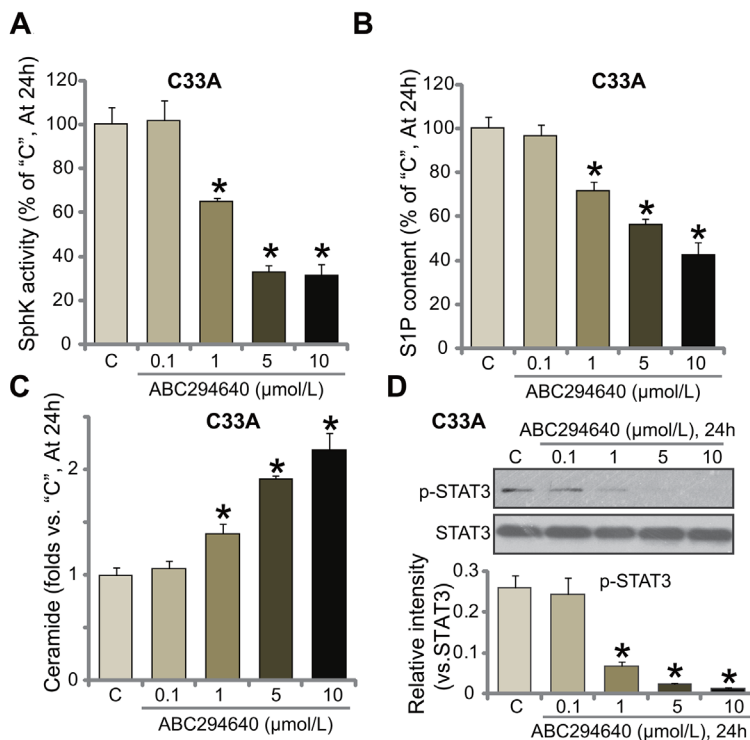 A
C33A
SphK activity (% of “C”, At 24h)
120
100
80
60
40
20
0
*
*
*
C 0.1 1 5 10
ABC294640 (μmol/L)
B
C33A
S1P content (% of “C”, At 24h)
120
100
80
60
40
20
0
*
*
*
C 0.1 1 5 10
ABC294640 (μmol/L)
C
C33A
Ceramide (folds vs. “C”, At 24h)
2
1
0
*
*
*
C 0.1 1 5 10
ABC294640 (μmol/L)
D
C33A
ABC294640 (μmol/L), 24h
C 0.1 1 5 10
p-STAT3
STAT3
p-STAT3
Relative intensity
(vs.STAT3)
0.3
0.2
0.1
0
*
*
*
C 0.1 1 5 10
ABC294640 (μmol/L), 24h